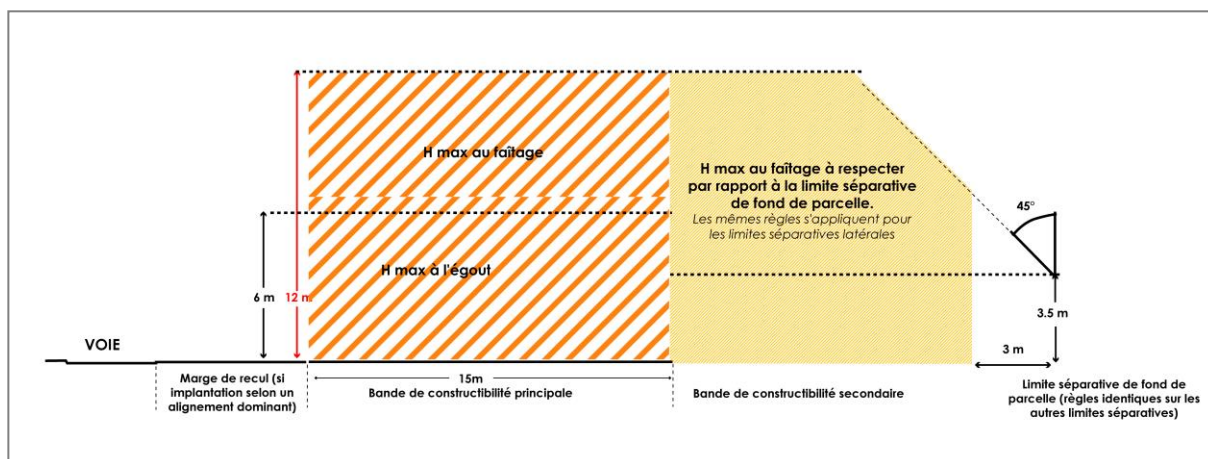 H max au faîtage
H max au faîtage à respecter
par rapport à la limite séparative
de fond de parcelle.
Les mêmes règles s'appliquent pour
les limites séparatives latérales
45°
H max à l'égout
6 m
12 m
3.5 m
VOIE
3 m
Marge de recul (si
implantation selon un
alignement dominant)
15m
Bande de constructibilité principale
Bande de constructibilité secondaire
Limite séparative de fond de
parcelle (règles identiques sur les
autres limites séparatives)